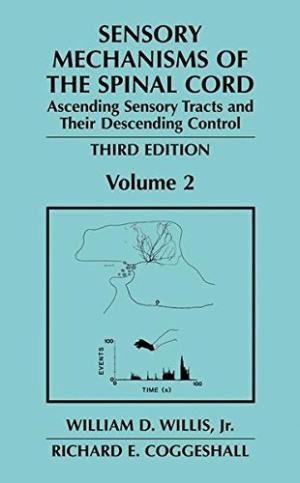 SENSORY
MECHANISMS OF
THE SPINAL CORD
Ascending Sensory Tracts and
Their Descending Control
THIRD EDITION
Volume 2
EVENTS
100
0
100
TIME (s)
WILLIAM D. WILLIS, Jr.
RICHARD E. COGGESHALL